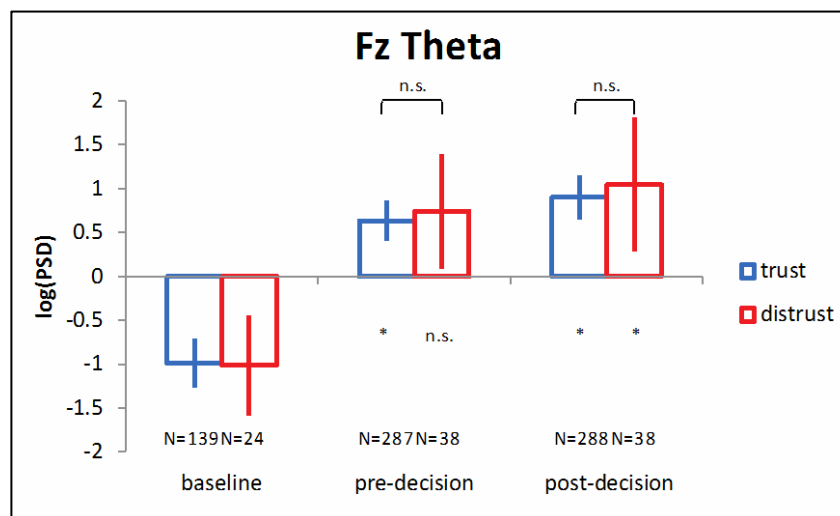 Fz Theta
n.s. n.s.
2
1.5
1
0.5
0
-0.5
-1
-1.5
-2
log(PSD)
trust
distrust
* n.s. * *
N=139 N=24 N=287 N=38 N=288 N=38
baseline pre-decision post-decision